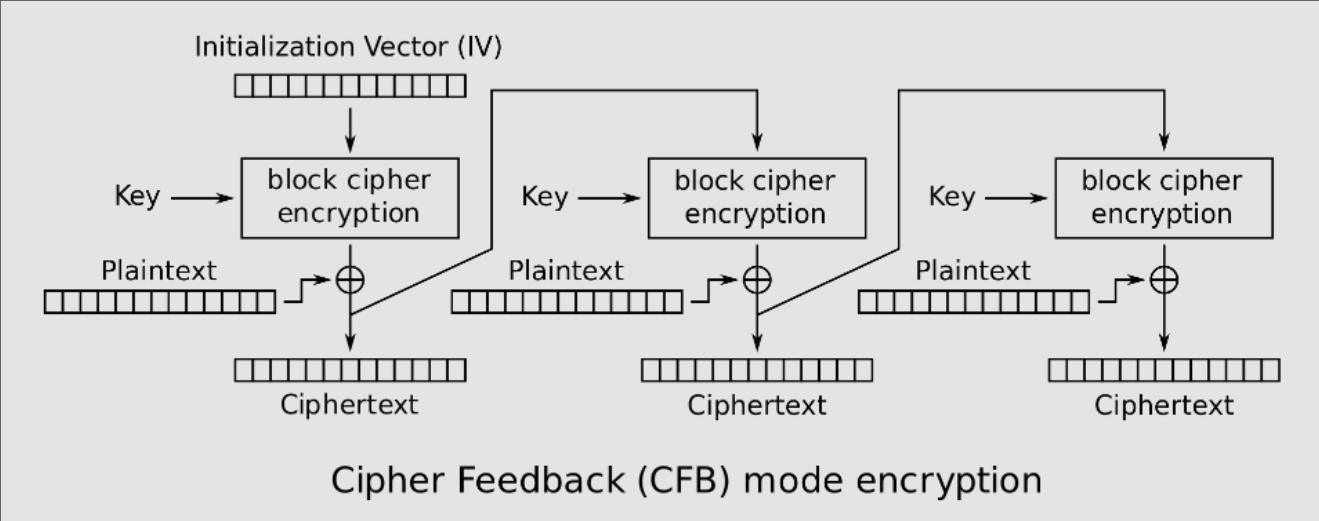 Initialization Vector (IV)
Key
block cipher
encryption
Key
block cipher
encryption
Key
block cipher
encryption
Plaintext
Plaintext
Plaintext
Ciphertext
Ciphertext
Ciphertext
Cipher Feedback (CFB) mode encryption